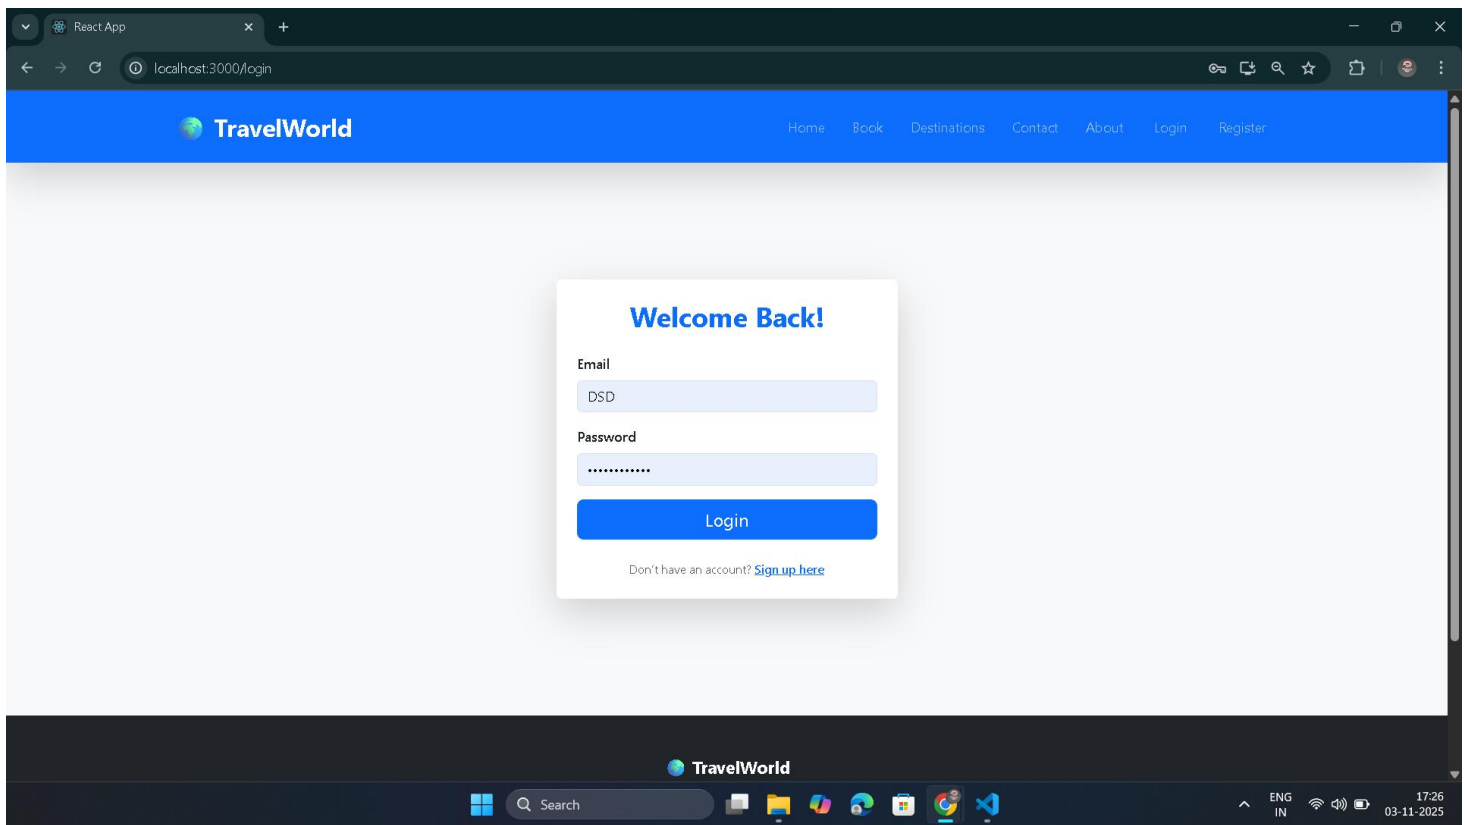 React App
localhost:3000/login
TravelWorld
Home Book Destinations Contact About Login Register
Welcome Back!
Email
DSD
Password
••••••••••••
Login
Don't have an account? Sign up here
TravelWorld
Search
ENG
IN
17:26
03-11-2025